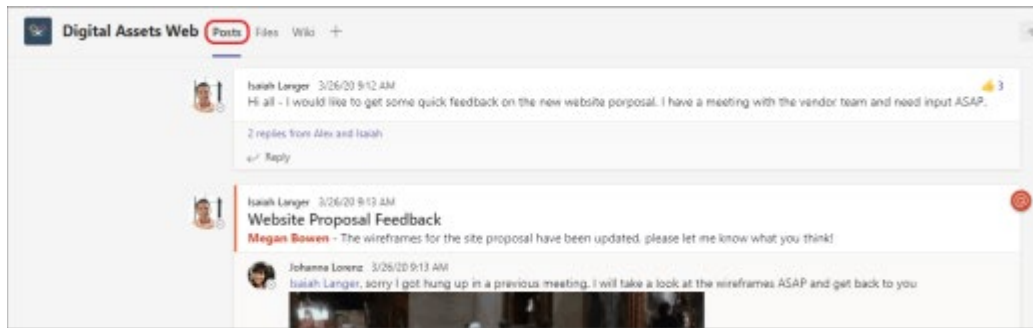 Digital Assets Web Posts Files Wiki +
Isaiah Langer 3/26/20 9:12 AM
3
Hi all - I would like to get some quick feedback on the new website porposal. I have a meeting with the vendor team and need input ASAP.
2 replies from Alex and Isaiah
Reply
Isaiah Langer 3/26/20 9:13 AM
@
Website Proposal Feedback
Megan Bowen - The wireframes for the site proposal have been updated, please let me know what you think!
Johanna Lorenz 3/26/20 9:13 AM
Isaiah Langer, sorry I got hung up in a previous meeting. I will take a look at the wireframes ASAP and get back to you